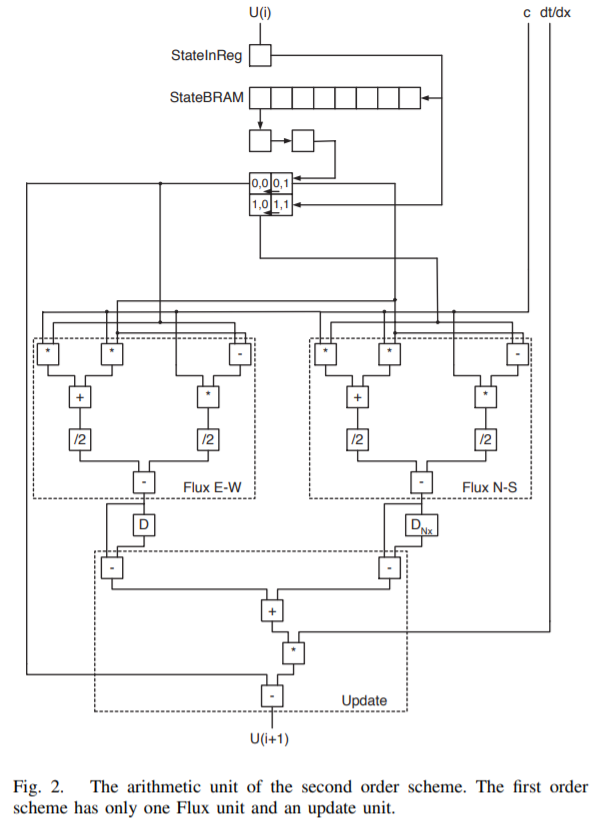 U(i)
c dt/dx
StateInReg
StateBRAM
0,0 0,1
1,0 1,1
* * - * * -
+ * + *
/2 /2 /2 /2
- Flux E-W - Flux N-S
D D_Nx
- -
+
*
- Update
U(i+1)
Fig. 2. The arithmetic unit of the second order scheme. The first order
scheme has only one Flux unit and an update unit.